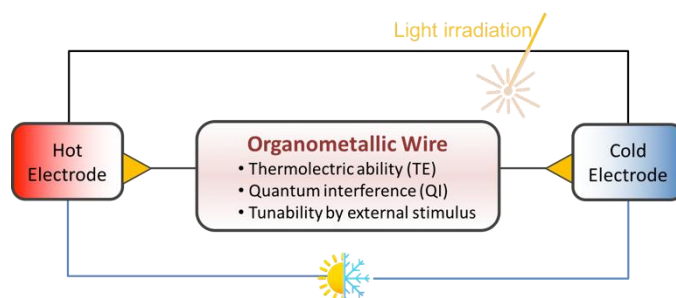 Light irradiation
Hot
Electrode
Organometallic Wire
• Thermolectric ability (TE)
• Quantum interference (QI)
• Tunability by external stimulus
Cold
Electrode